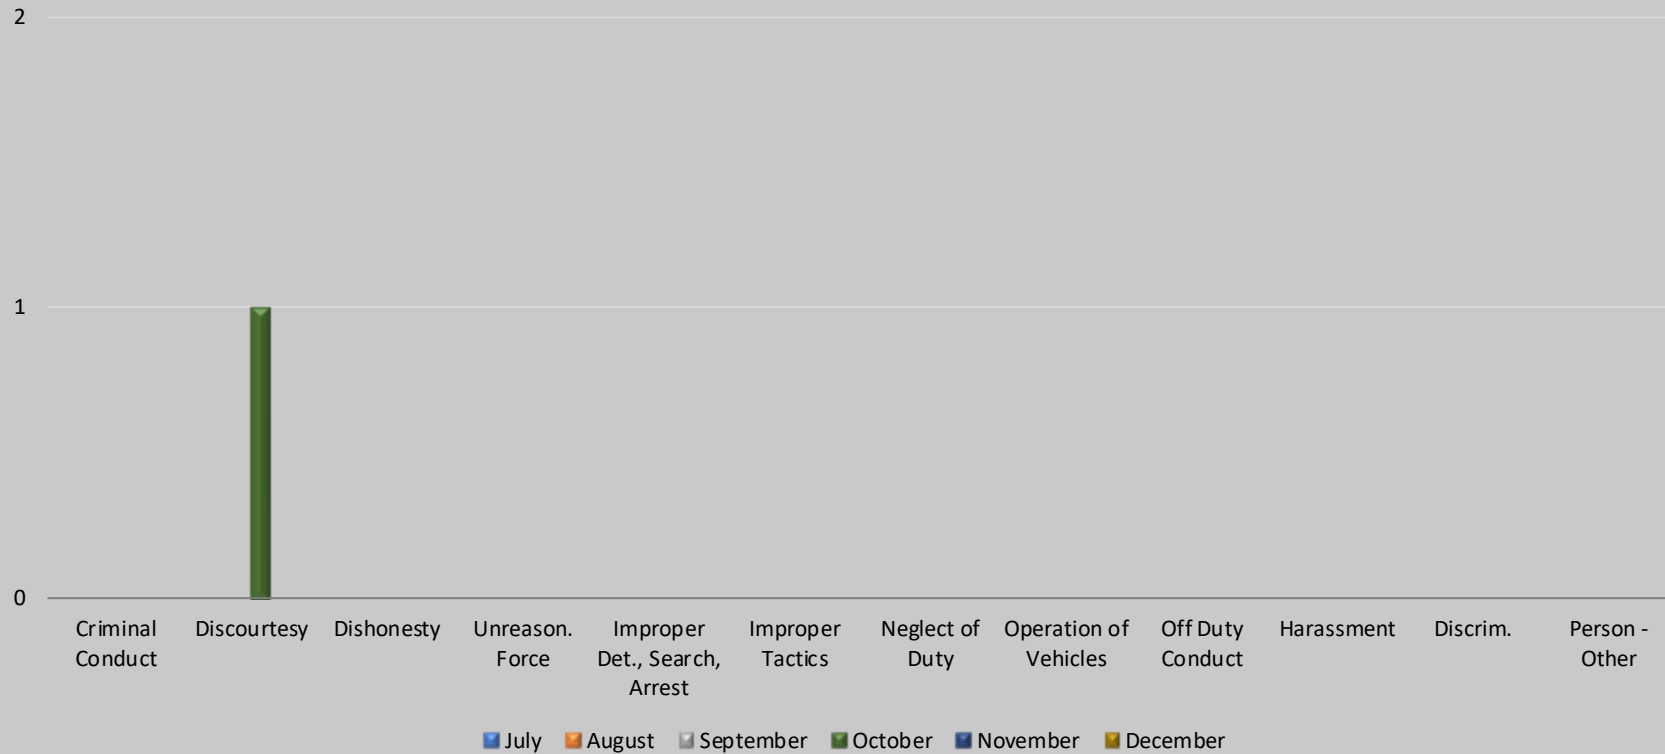 2
1
0
Criminal Conduct
Discourtesy
Dishonesty
Unreason. Force
Improper Det., Search, Arrest
Improper Tactics
Neglect of Duty
Operation of Vehicles
Off Duty Conduct
Harassment
Discrim.
Person - Other
July August September October November December